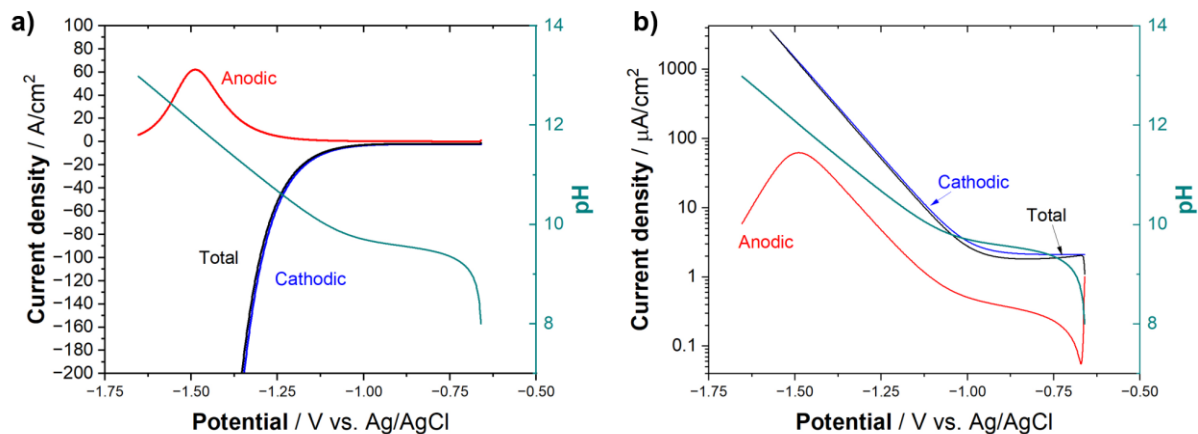 a)
Current density / A/cm²
100
80
60
40
20
0
−20
−40
−60
−80
−100
−120
−140
−160
−180
−200
Anodic
Total
Cathodic
14
12
10
8
pH
−1.75
−1.50
−1.25
−1.00
−0.75
−0.50
Potential / V vs. Ag/AgCl
b)
Current density / μA/cm²
1000
100
10
1
0.1
Cathodic
Total
Anodic
14
12
10
8
pH
−1.75
−1.50
−1.25
−1.00
−0.75
−0.50
Potential / V vs. Ag/AgCl